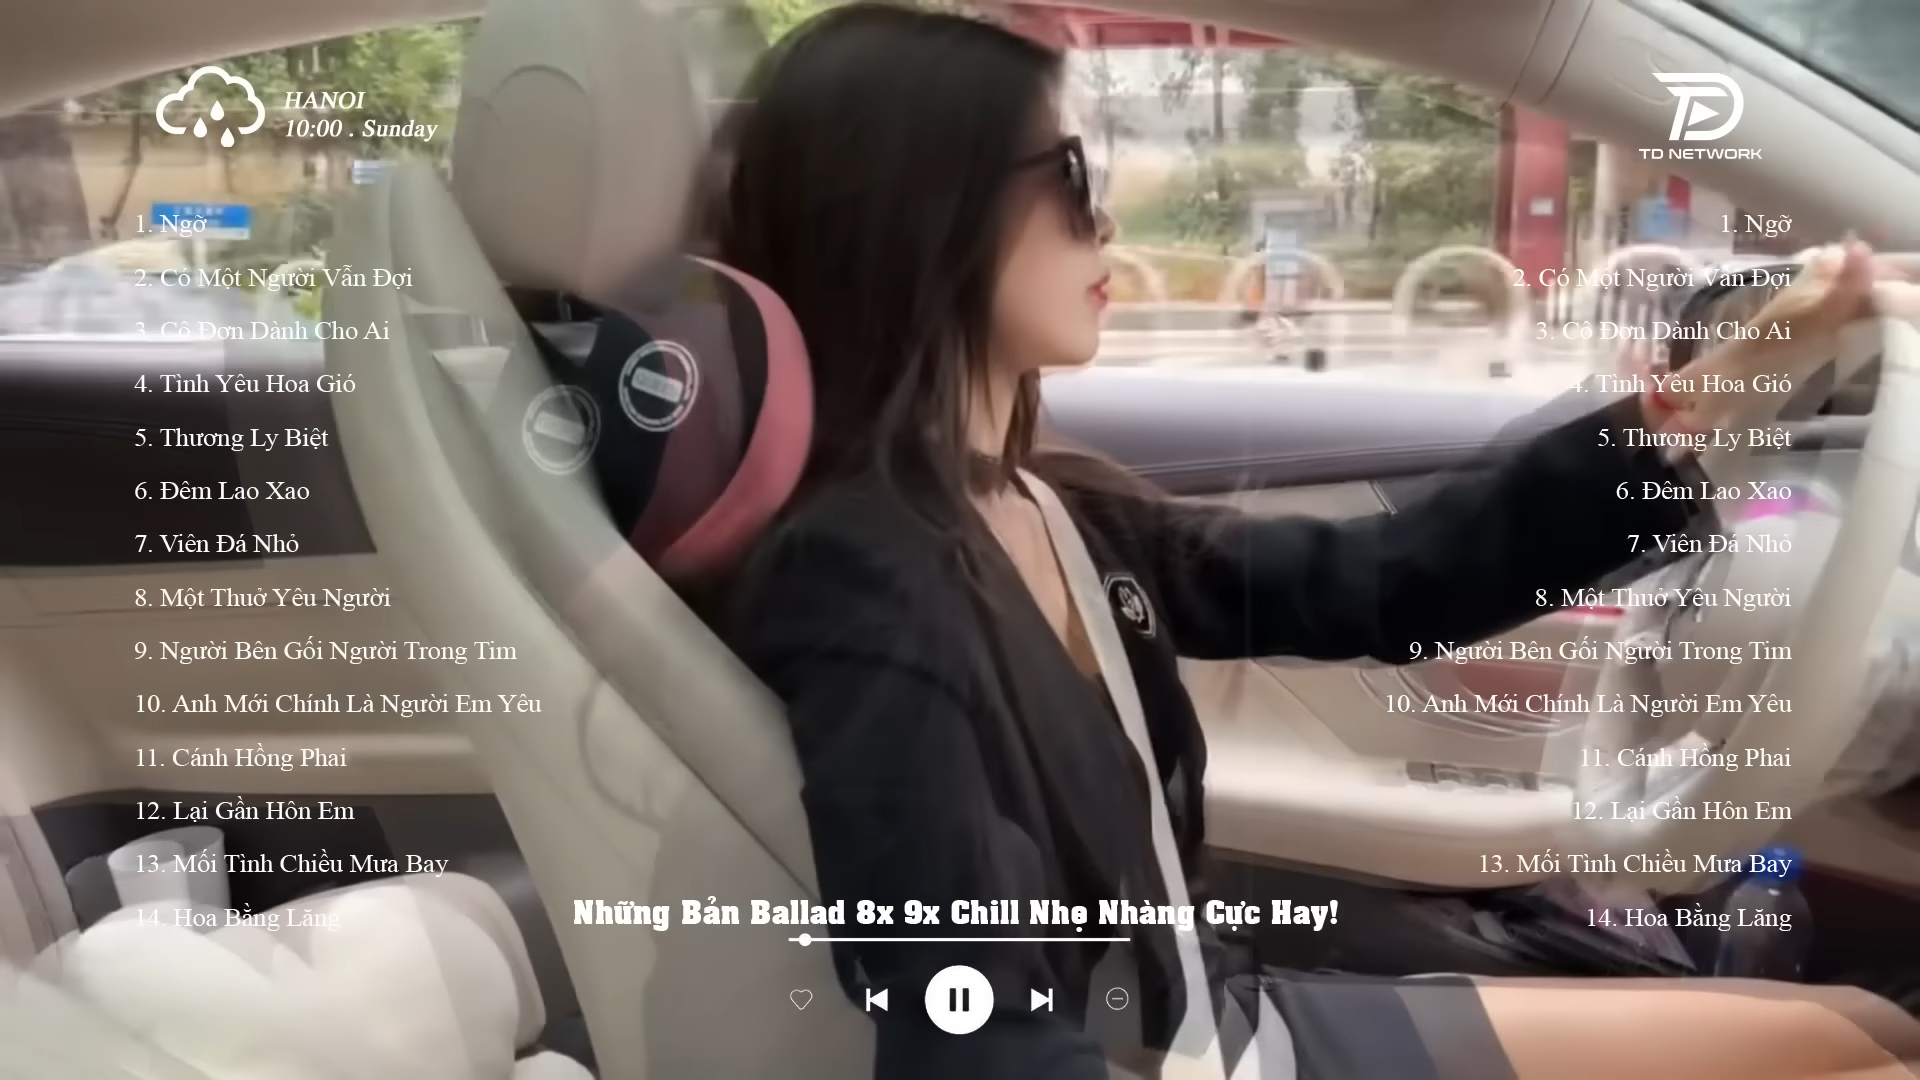 HANOI
10:00 . Sunday
TD NETWORK
1. Ngỡ
2. Có Một Người Vẫn Đợi
3. Cô Đơn Dành Cho Ai
4. Tình Yêu Hoa Gió
5. Thương Ly Biệt
6. Đêm Lao Xao
7. Viên Đá Nhỏ
8. Một Thuở Yêu Người
9. Người Bên Gối Người Trong Tim
10. Anh Mới Chính Là Người Em Yêu
11. Cánh Hồng Phai
12. Lại Gần Hôn Em
13. Mối Tình Chiều Mưa Bay
14. Hoa Bằng Lăng
1. Ngỡ
2. Có Một Người Vẫn Đợi
3. Cô Đơn Dành Cho Ai
4. Tình Yêu Hoa Gió
5. Thương Ly Biệt
6. Đêm Lao Xao
7. Viên Đá Nhỏ
8. Một Thuở Yêu Người
9. Người Bên Gối Người Trong Tim
10. Anh Mới Chính Là Người Em Yêu
11. Cánh Hồng Phai
12. Lại Gần Hôn Em
13. Mối Tình Chiều Mưa Bay
14. Hoa Bằng Lăng
Những Bản Ballad 8x 9x Chill Nhẹ Nhàng Cực Hay!